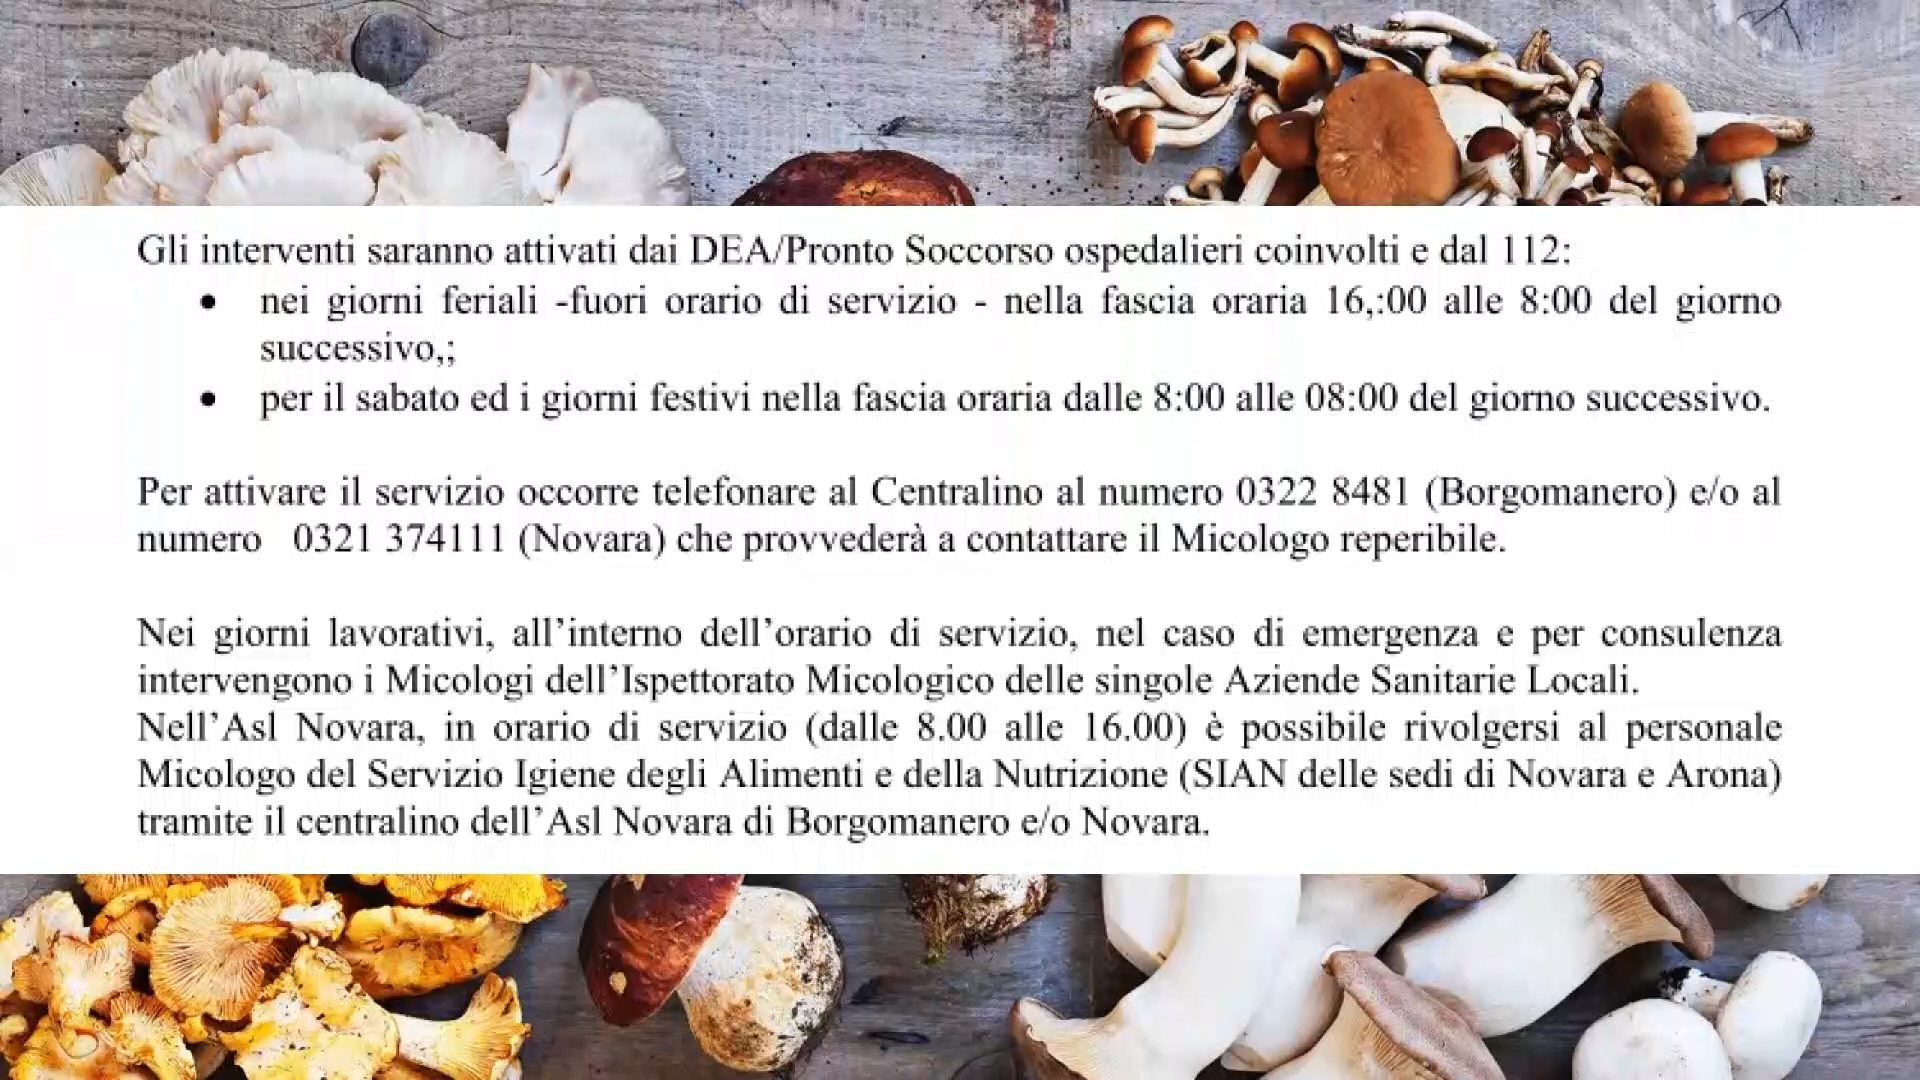 Gli interventi saranno attivati dai DEA/Pronto Soccorso ospedalieri coinvolti e dal 112:
• nei giorni feriali -fuori orario di servizio - nella fascia oraria 16,:00 alle 8:00 del giorno
successivo,;
• per il sabato ed i giorni festivi nella fascia oraria dalle 8:00 alle 08:00 del giorno successivo.
Per attivare il servizio occorre telefonare al Centralino al numero 0322 8481 (Borgomanero) e/o al
numero 0321 374111 (Novara) che provvederà a contattare il Micologo reperibile.
Nei giorni lavorativi, all’interno dell’orario di servizio, nel caso di emergenza e per consulenza
intervengono i Micologi dell’Ispettorato Micologico delle singole Aziende Sanitarie Locali.
Nell’Asl Novara, in orario di servizio (dalle 8.00 alle 16.00) è possibile rivolgersi al personale
Micologo del Servizio Igiene degli Alimenti e della Nutrizione (SIAN delle sedi di Novara e Arona)
tramite il centralino dell’Asl Novara di Borgomanero e/o Novara.